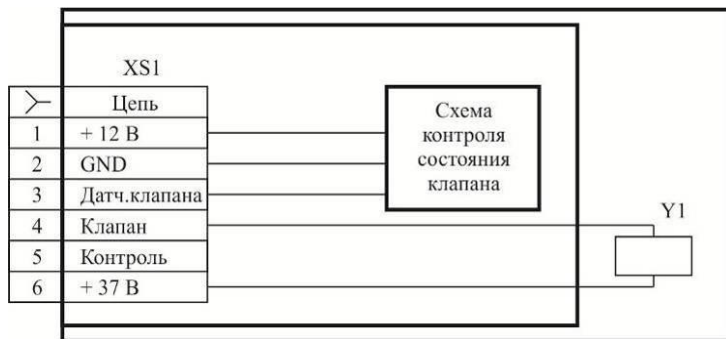 XS1
Цепь
1 + 12 В
2 GND
3 Датч.клапана
4 Клапан
5 Контроль
6 + 37 В
Схема
контроля
состояния
клапана
Y1